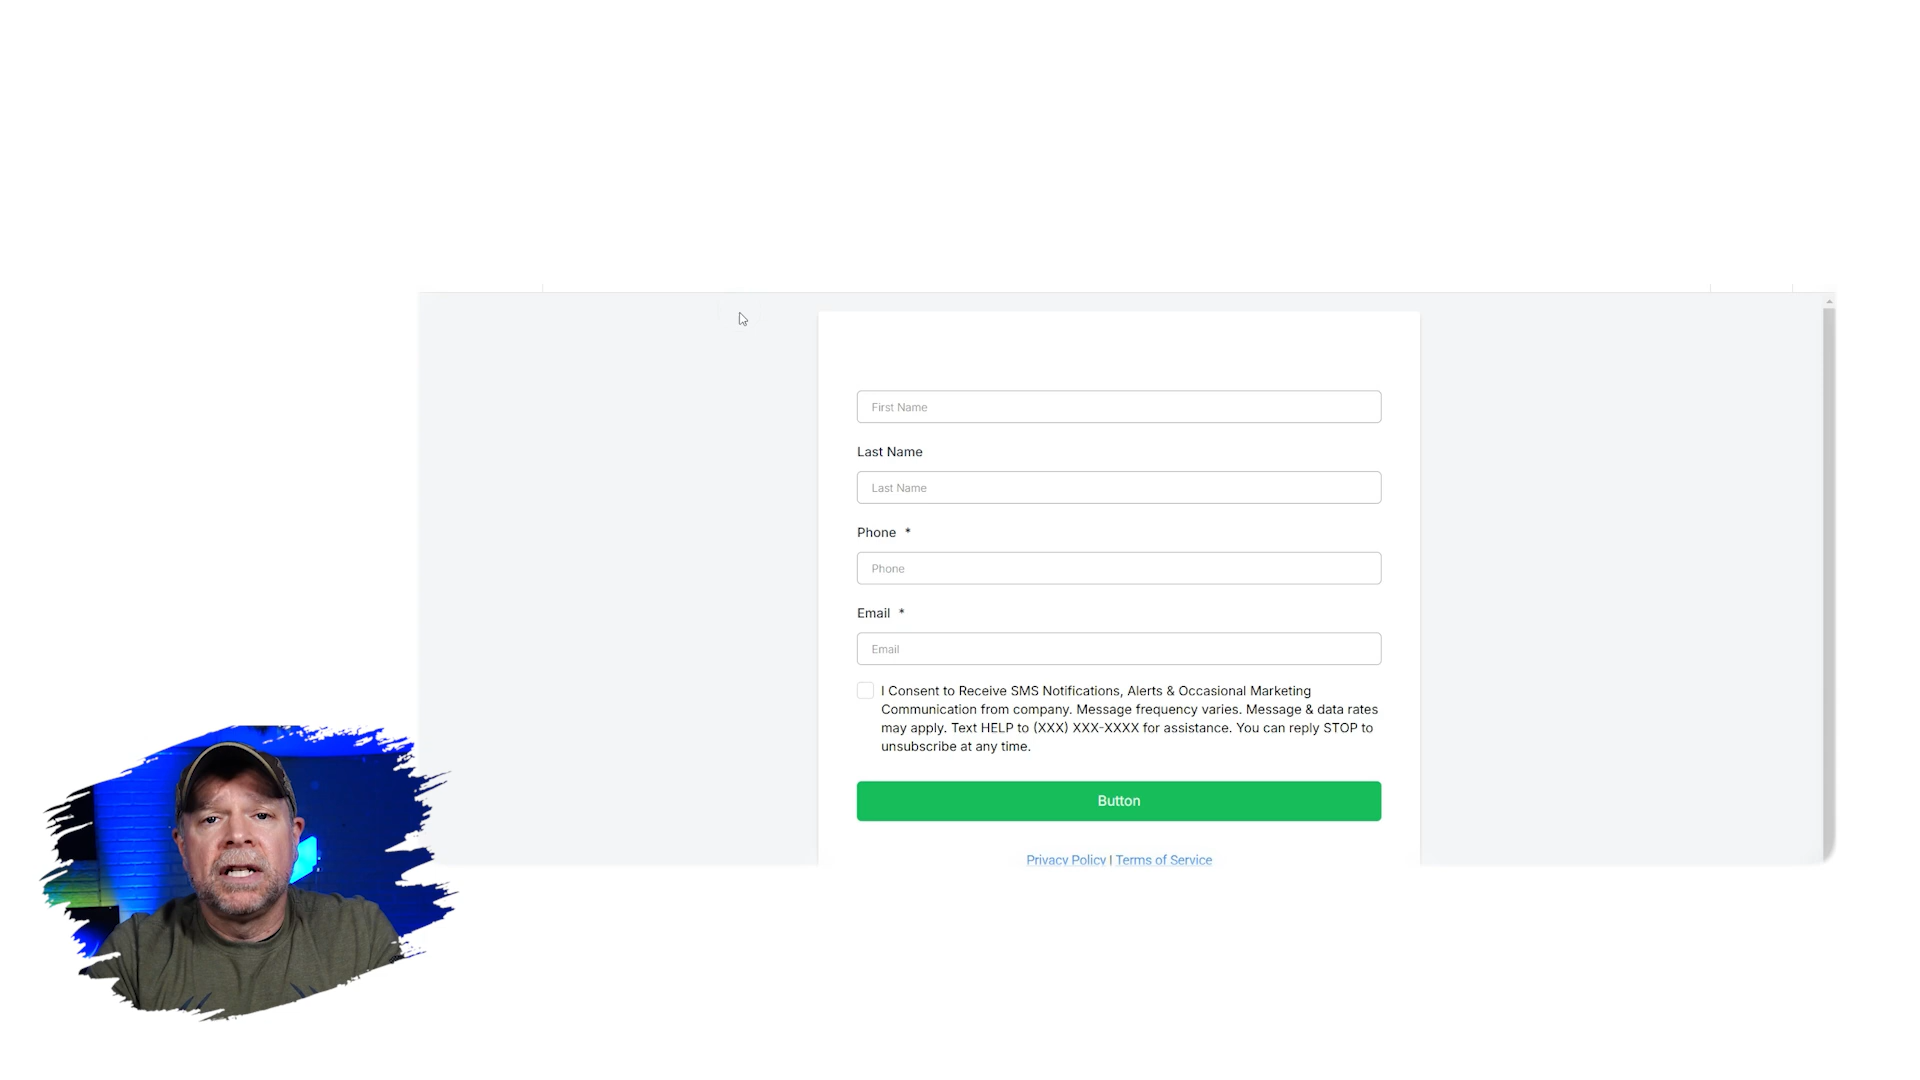 First Name
Last Name
Last Name
Phone *
Phone
Email *
Email
I Consent to Receive SMS Notifications, Alerts & Occasional Marketing
Communication from company. Message frequency varies. Message & data rates
may apply. Text HELP to (XXX) XXX-XXXX for assistance. You can reply STOP to
unsubscribe at any time.
Button
Privacy Policy | Terms of Service